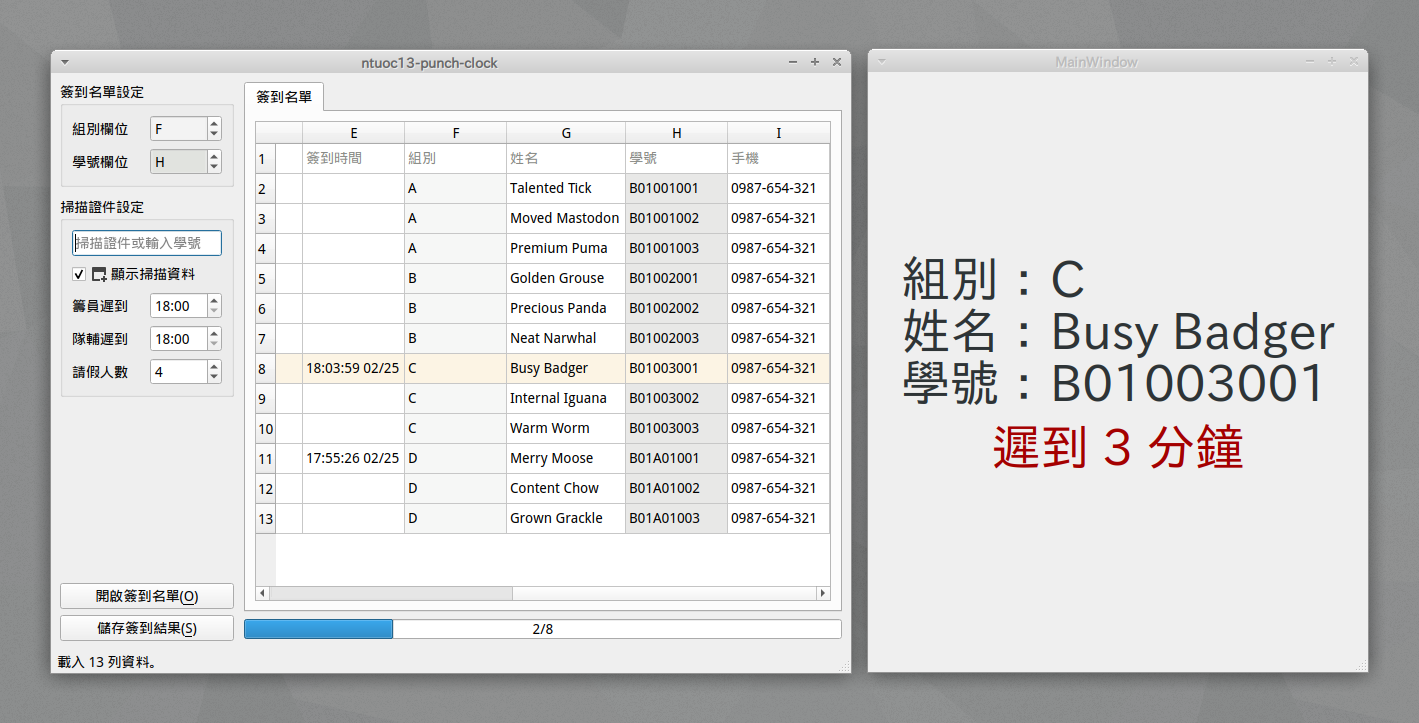 ntuoc13-punch-clock
簽到名單設定
組別欄位 F
學號欄位 H
掃描證件設定
掃描證件或輸入學號
顯示掃描資料
籌員遲到 18:00
隊輔遲到 18:00
請假人數 4
開啟簽到名單(O)
儲存簽到結果(S)
載入 13 列資料。
簽到名單
E F G H I
1 簽到時間 組別 姓名 學號 手機
2 A Talented Tick B01001001 0987-654-321
3 A Moved Mastodon B01001002 0987-654-321
4 A Premium Puma B01001003 0987-654-321
5 B Golden Grouse B01002001 0987-654-321
6 B Precious Panda B01002002 0987-654-321
7 B Neat Narwhal B01002003 0987-654-321
8 18:03:59 02/25 C Busy Badger B01003001 0987-654-321
9 C Internal Iguana B01003002 0987-654-321
10 C Warm Worm B01003003 0987-654-321
11 17:55:26 02/25 D Merry Moose B01A01001 0987-654-321
12 D Content Chow B01A01002 0987-654-321
13 D Grown Grackle B01A01003 0987-654-321
2/8
MainWindow
組別：C
姓名：Busy Badger
學號：B01003001
遲到 3 分鐘